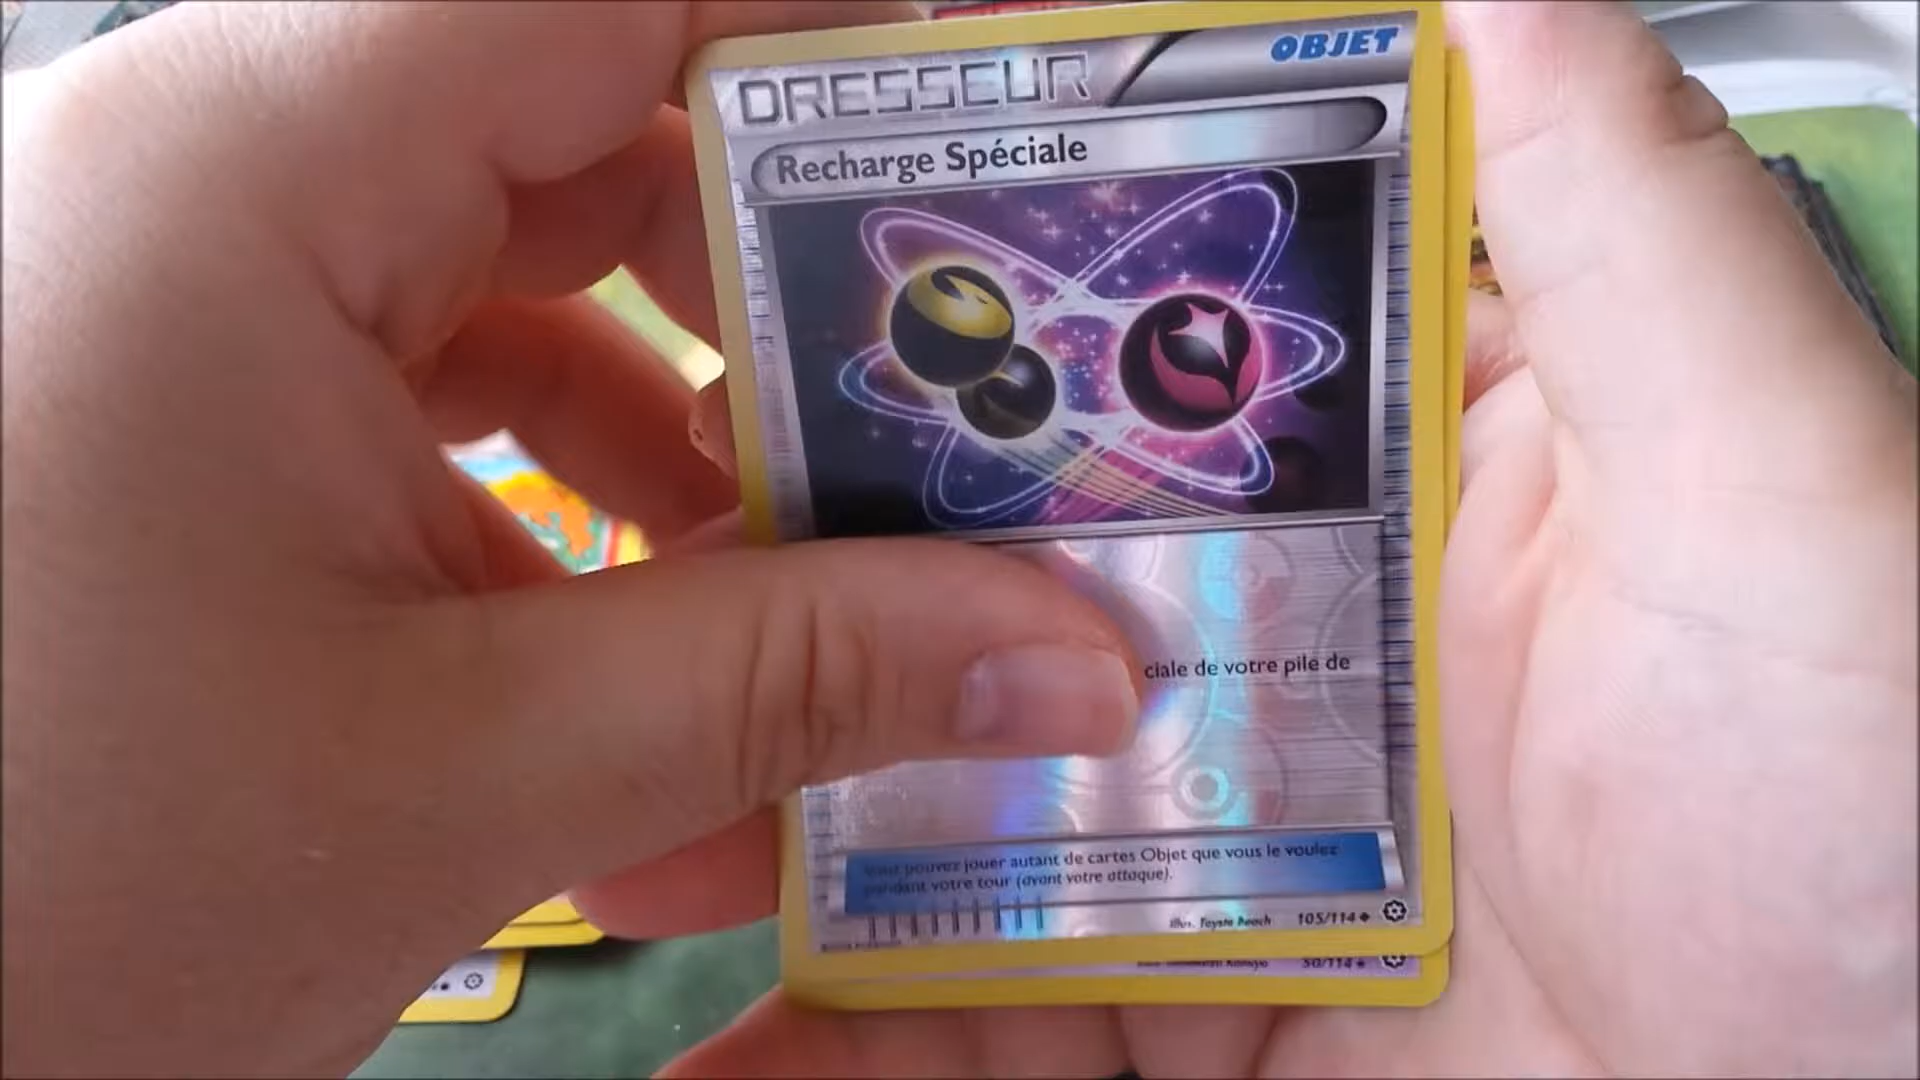 DRESSEUR
OBJET
Recharge Spéciale
ciale de votre pile de
Vous pouvez jouer autant de cartes Objet que vous le voulez
pendant votre tour (avant votre attaque).
Illus. Toyste Beach 105/114
50/114